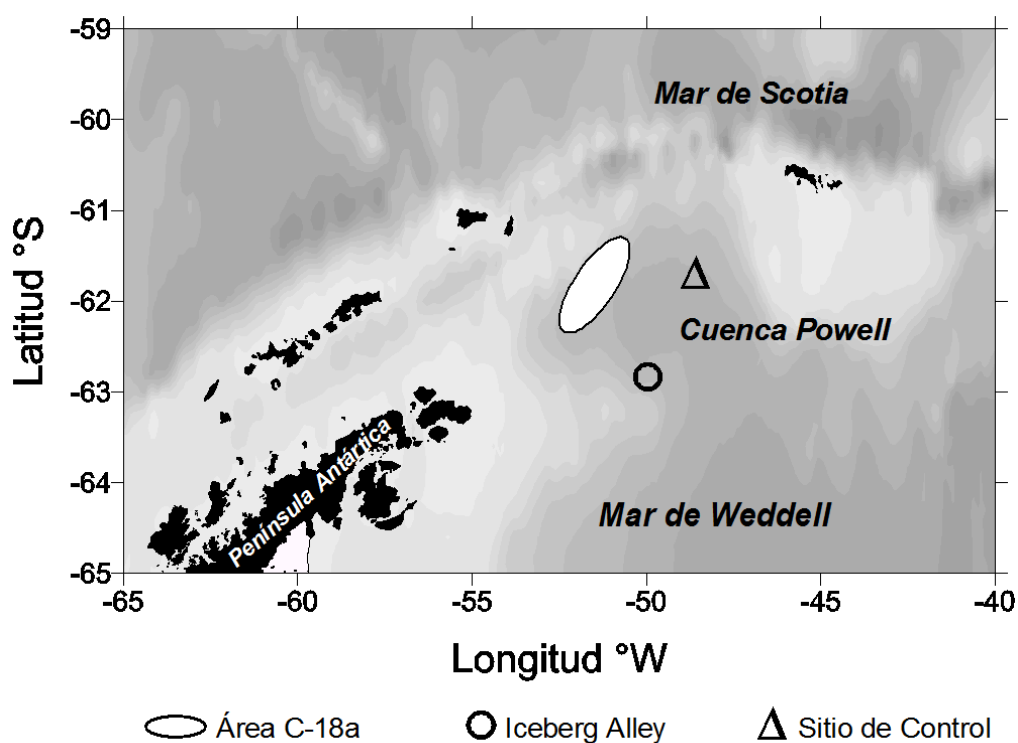 -59
-60
-61
-62
-63
-64
-65
Latitud °S
Mar de Scotia
Cuenca Powell
Mar de Weddell
Península Antártica
-65 -60 -55 -50 -45 -40
Longitud °W
Área C-18a Iceberg Alley Sitio de Control